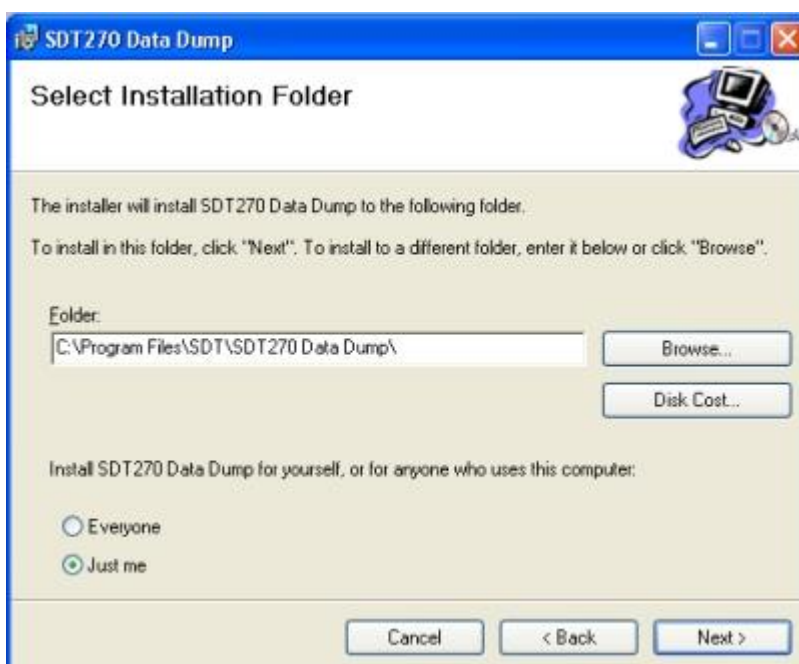 SDT270 Data Dump
Select Installation Folder
The installer will install SDT270 Data Dump to the following folder.
To install in this folder, click "Next". To install to a different folder, enter it below or click "Browse".
Folder:
C:\Program Files\SDT\SDT270 Data Dump\
Browse...
Disk Cost...
Install SDT270 Data Dump for yourself, or for anyone who uses this computer:
Everyone
Just me
Cancel
< Back
Next >